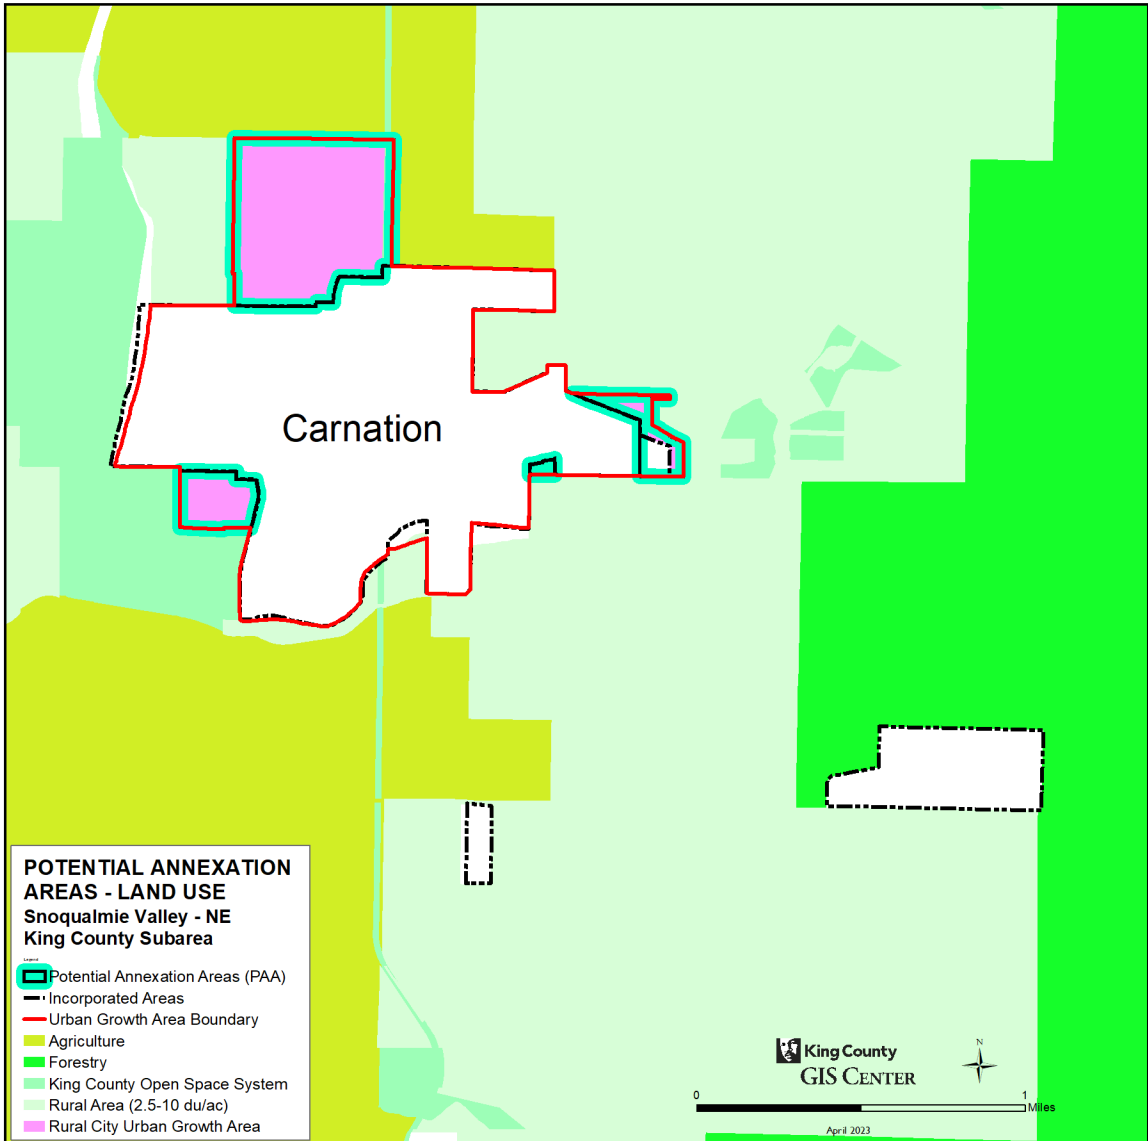 Carnation
POTENTIAL ANNEXATION
AREAS - LAND USE
Snoqualmie Valley - NE
King County Subarea
Legend
Potential Annexation Areas (PAA)
Incorporated Areas
Urban Growth Area Boundary
Agriculture
Forestry
King County Open Space System
Rural Area (2.5-10 du/ac)
Rural City Urban Growth Area
King County
GIS CENTER
N
0 1
Miles
April 2023